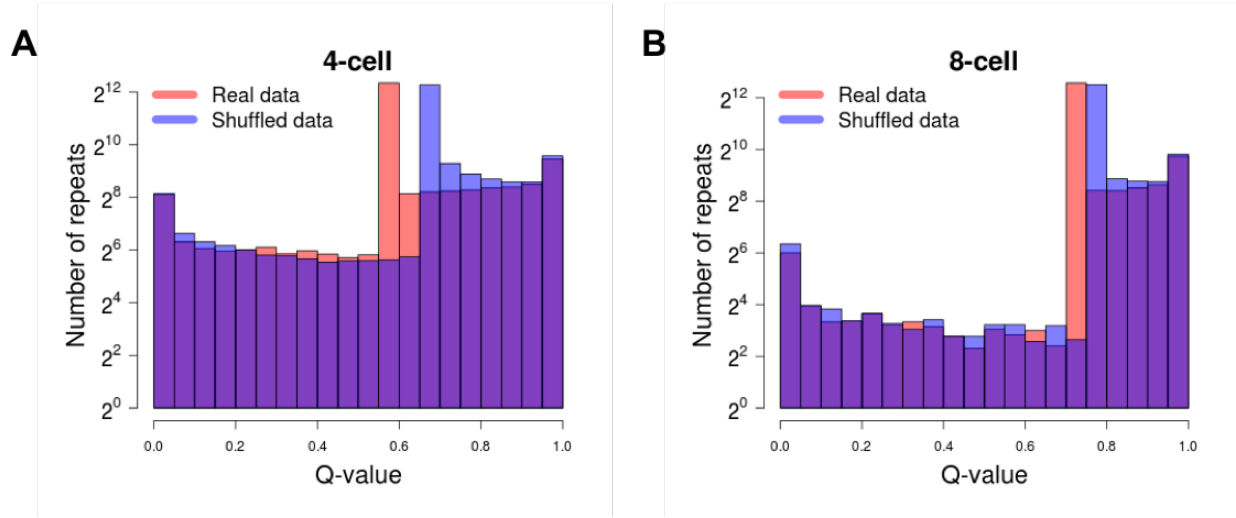 A
4-cell
Real data
Shuffled data
Number of repeats
2^12
2^10
2^8
2^6
2^4
2^2
2^0
0.0 0.2 0.4 0.6 0.8 1.0
Q-value
B
8-cell
Real data
Shuffled data
Number of repeats
2^12
2^10
2^8
2^6
2^4
2^2
2^0
0.0 0.2 0.4 0.6 0.8 1.0
Q-value